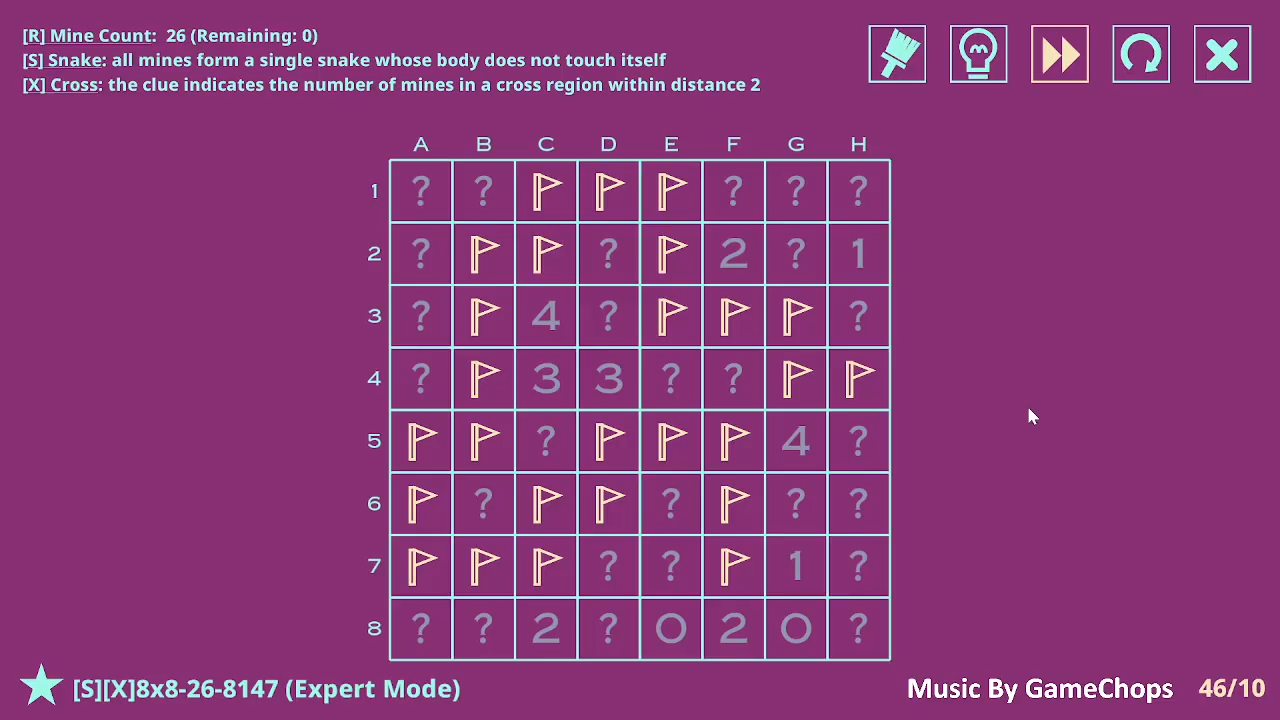 [R] Mine Count: 26 (Remaining: 0)
[S] Snake: all mines form a single snake whose body does not touch itself
[X] Cross: the clue indicates the number of mines in a cross region within distance 2
A B C D E F G H
1 ? ? ? ? ?
2 ? ? 2 ? 1
3 ? 4 ? ?
4 ? 3 3 ? ?
5 ? 4 ?
6 ? ? ? ?
7 ? ? 1 ?
8 ? ? 2 ? 0 2 0 ?
[S][X]8x8-26-8147 (Expert Mode)
Music By GameChops 46/10